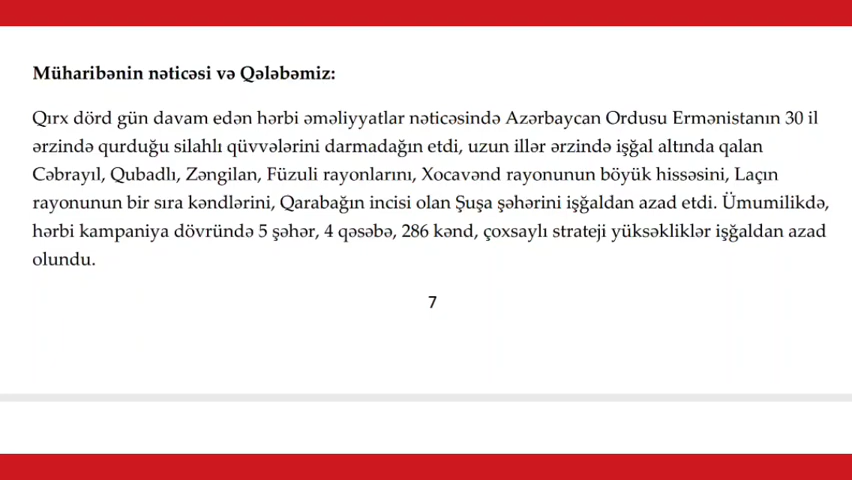 Müharibənin nəticəsi və Qələbəmiz:
Qırx dörd gün davam edən hərbi əməliyyatlar nəticəsində Azərbaycan Ordusu Ermənistanın 30 il
ərzində qurduğu silahlı qüvvələrini darmadağın etdi, uzun illər ərzində işğal altında qalan
Cəbrayıl, Qubadlı, Zəngilan, Füzuli rayonlarını, Xocavənd rayonunun böyük hissəsini, Laçın
rayonunun bir sıra kəndlərini, Qarabağın incisi olan Şuşa şəhərini işğaldan azad etdi. Ümumilikdə,
hərbi kampaniya dövründə 5 şəhər, 4 qəsəbə, 286 kənd, çoxsaylı strateji yüksəkliklər işğaldan azad
olundu.
7